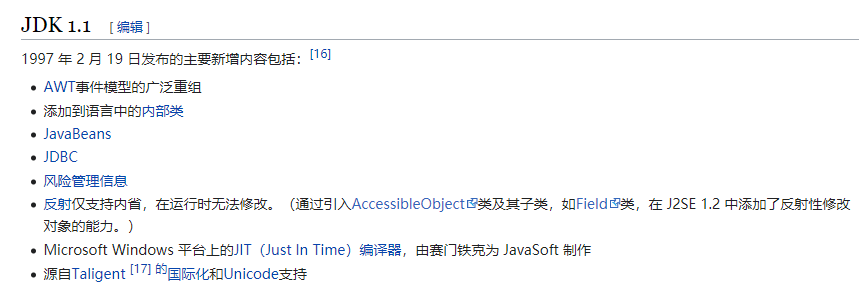 JDK 1.1 [ 编辑 ]
1997 年 2 月 19 日发布的主要新增内容包括：[16]
• AWT事件模型的广泛重组
• 添加到语言中的内部类
• JavaBeans
• JDBC
• 风险管理信息
• 反射仅支持内省，在运行时无法修改。（通过引入AccessibleObject类及其子类，如Field类，在 J2SE 1.2 中添加了反射性修改
对象的能力。）
• Microsoft Windows 平台上的JIT（Just In Time）编译器，由赛门铁克为 JavaSoft 制作
• 源自Taligent [17] 的国际化和Unicode支持